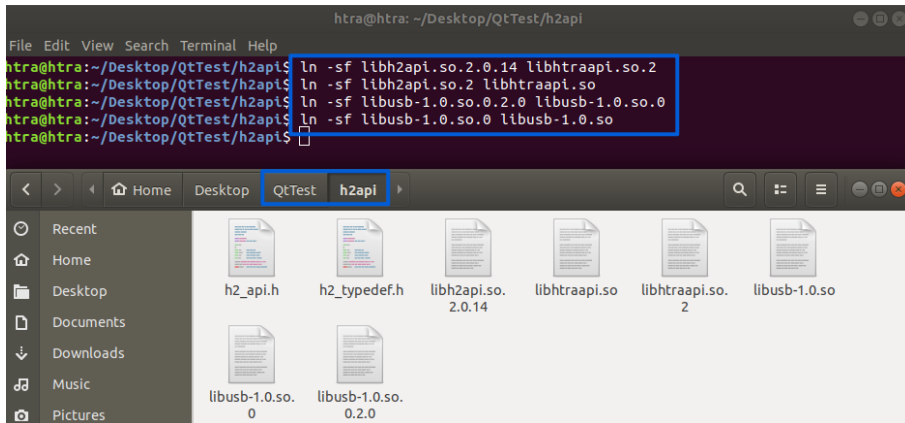 htra@htra: ~/Desktop/QtTest/h2api
File Edit View Search Terminal Help
htra@htra:~/Desktop/QtTest/h2api$ ln -sf libh2api.so.2.0.14 libhtraapi.so.2
htra@htra:~/Desktop/QtTest/h2api$ ln -sf libh2api.so.2 libhtraapi.so
htra@htra:~/Desktop/QtTest/h2api$ ln -sf libusb-1.0.so.0.2.0 libusb-1.0.so.0
htra@htra:~/Desktop/QtTest/h2api$ ln -sf libusb-1.0.so.0 libusb-1.0.so
htra@htra:~/Desktop/QtTest/h2api$
Home Desktop QtTest h2api
Recent
Home
Desktop
Documents
Downloads
Music
Pictures
h2_api.h
h2_typedef.h
libh2api.so.
2.0.14
libhtraapi.so
libhtraapi.so.
2
libusb-1.0.so
libusb-1.0.so.
0
libusb-1.0.so.
0.2.0